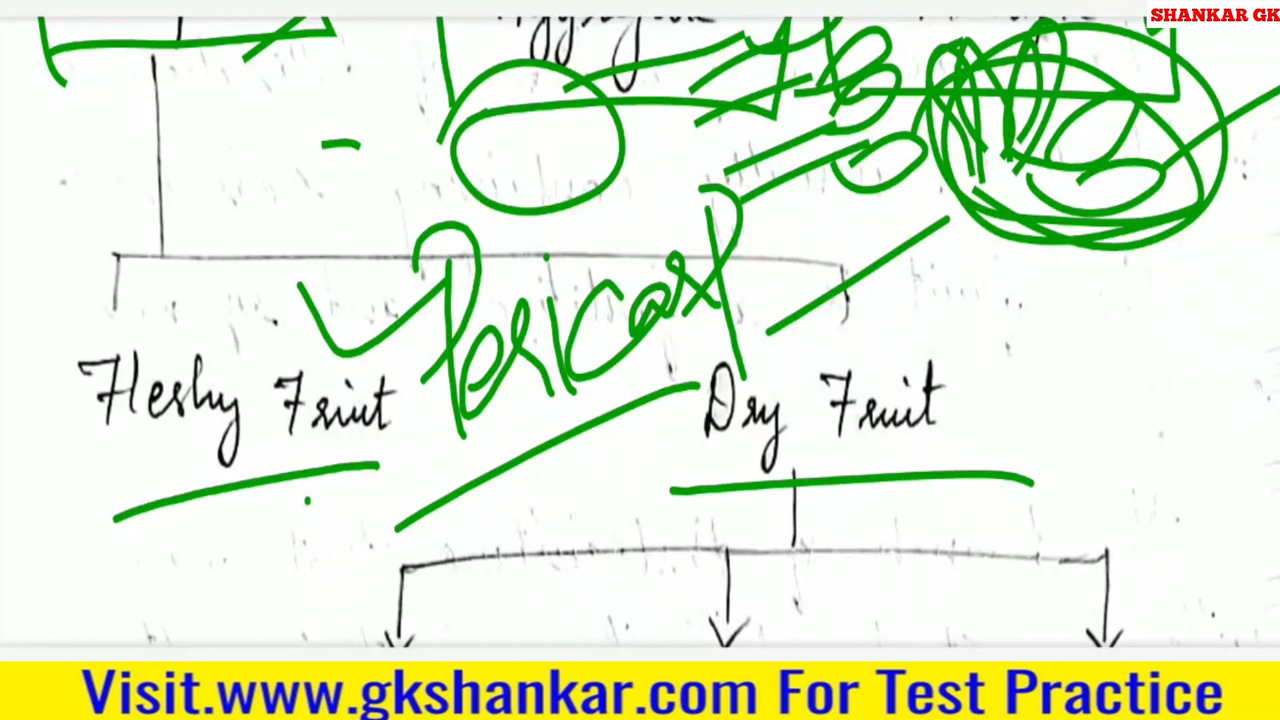 SHANKAR GK
Pericarp
Fleshy Fruit
Dry Fruit
Visit.www.gkshankar.com For Test Practice